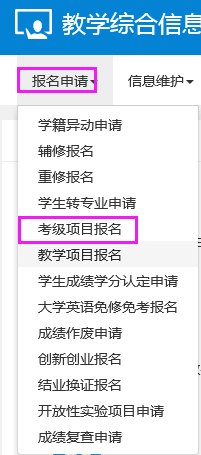 教学综合信息
报名申请 信息维护
学籍异动申请
辅修报名
重修报名
学生转专业申请
考级项目报名
教学项目报名
学生成绩学分认定申请
大学英语免修免考报名
成绩作废申请
创新创业报名
结业换证报名
开放性实验项目申请
成绩复查申请